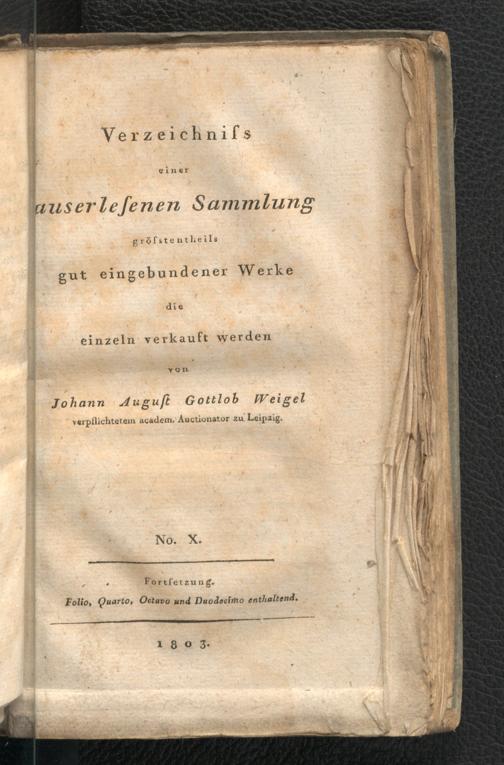 Verzeichniſs
einer
auserleſenen Sammlung
gröſstentheils
gut eingebundener Werke
die
einzeln verkauft werden
von
Johann Auguſt Gottlob Weigel
verpflichtetem academ. Auctionator zu Leipzig.
No. X.
Fortſetzung.
Folio, Quarto, Octavo und Duodecimo enthaltend.
1803.